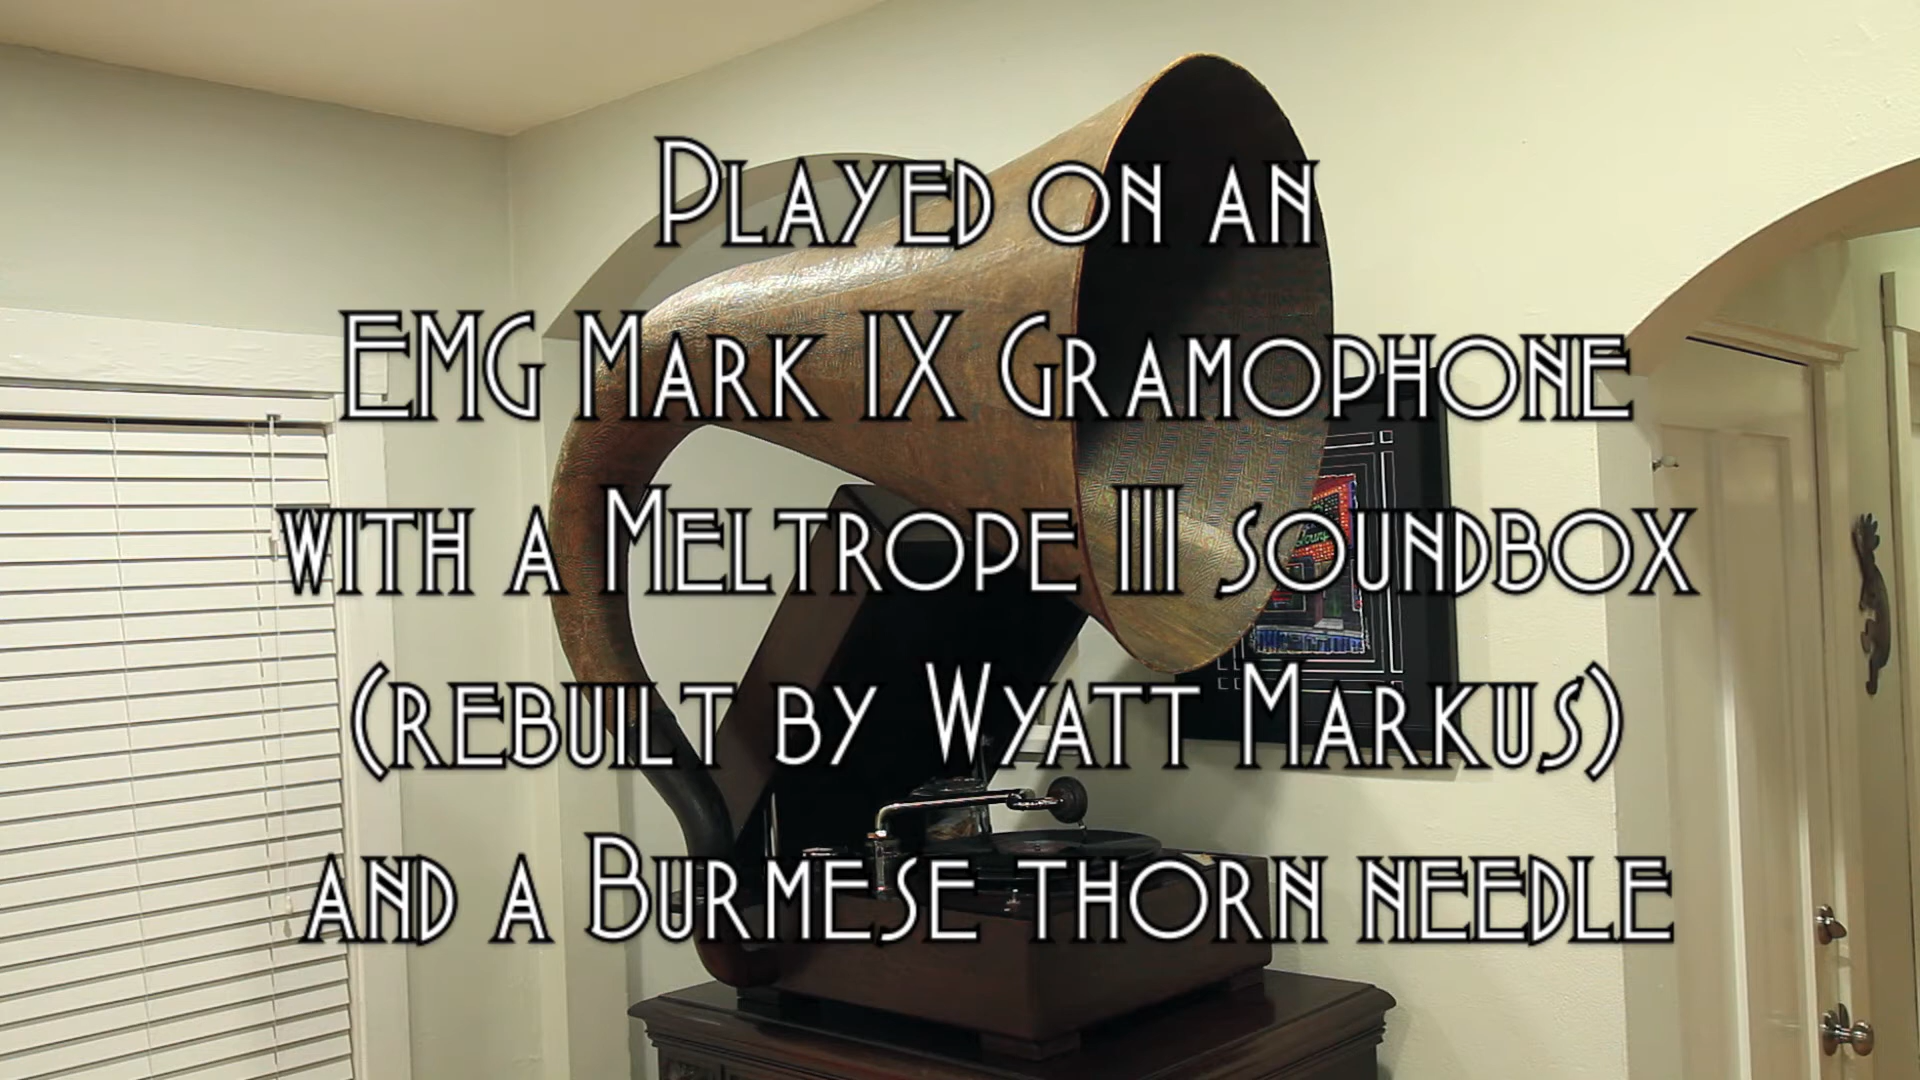 Played on an
EMG Mark IX Gramophone
with a Meltrope III soundbox
(rebuilt by Wyatt Markus)
and a Burmese thorn needle